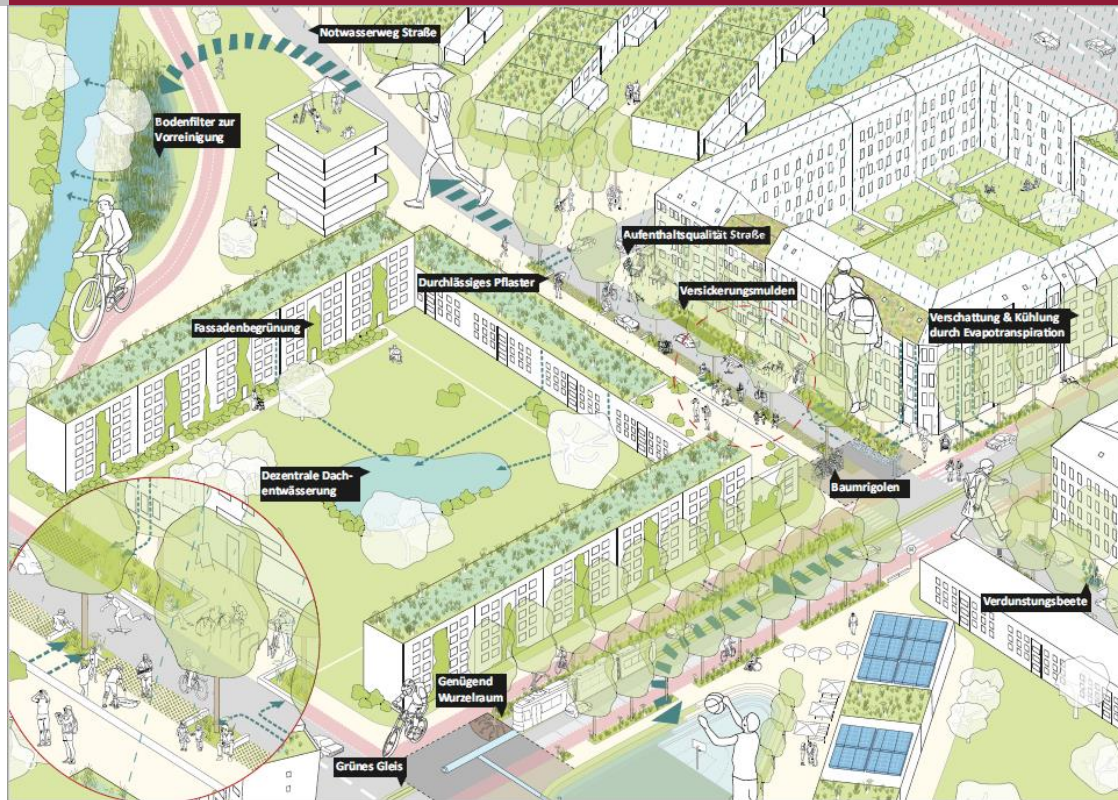 Notwasserweg Straße
Bodenfilter zur
Vorreinigung
Aufenthaltsqualität Straße
Durchlässiges Pflaster
Versickerungsmulden
Fassadenbegrünung
Verschattung & Kühlung
durch Evapotranspiration
Dezentrale Dach-
entwässerung
Baumrigolen
Verdunstungsbeete
Genügend
Wurzelraum
Grünes Gleis